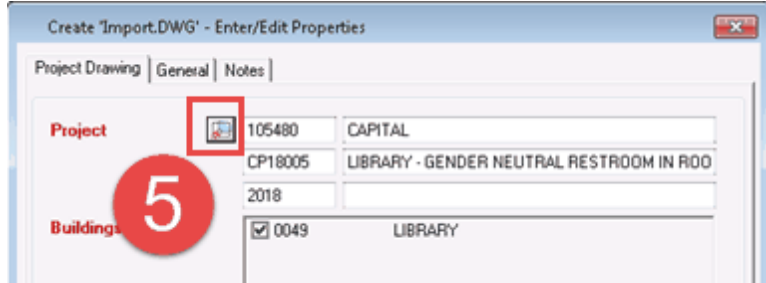 Create 'Import.DWG' - Enter/Edit Properties
Project Drawing General Notes
Project 105480 CAPITAL
CP18005 LIBRARY - GENDER NEUTRAL RESTROOM IN ROO
2018
5
Buildings 0049 LIBRARY